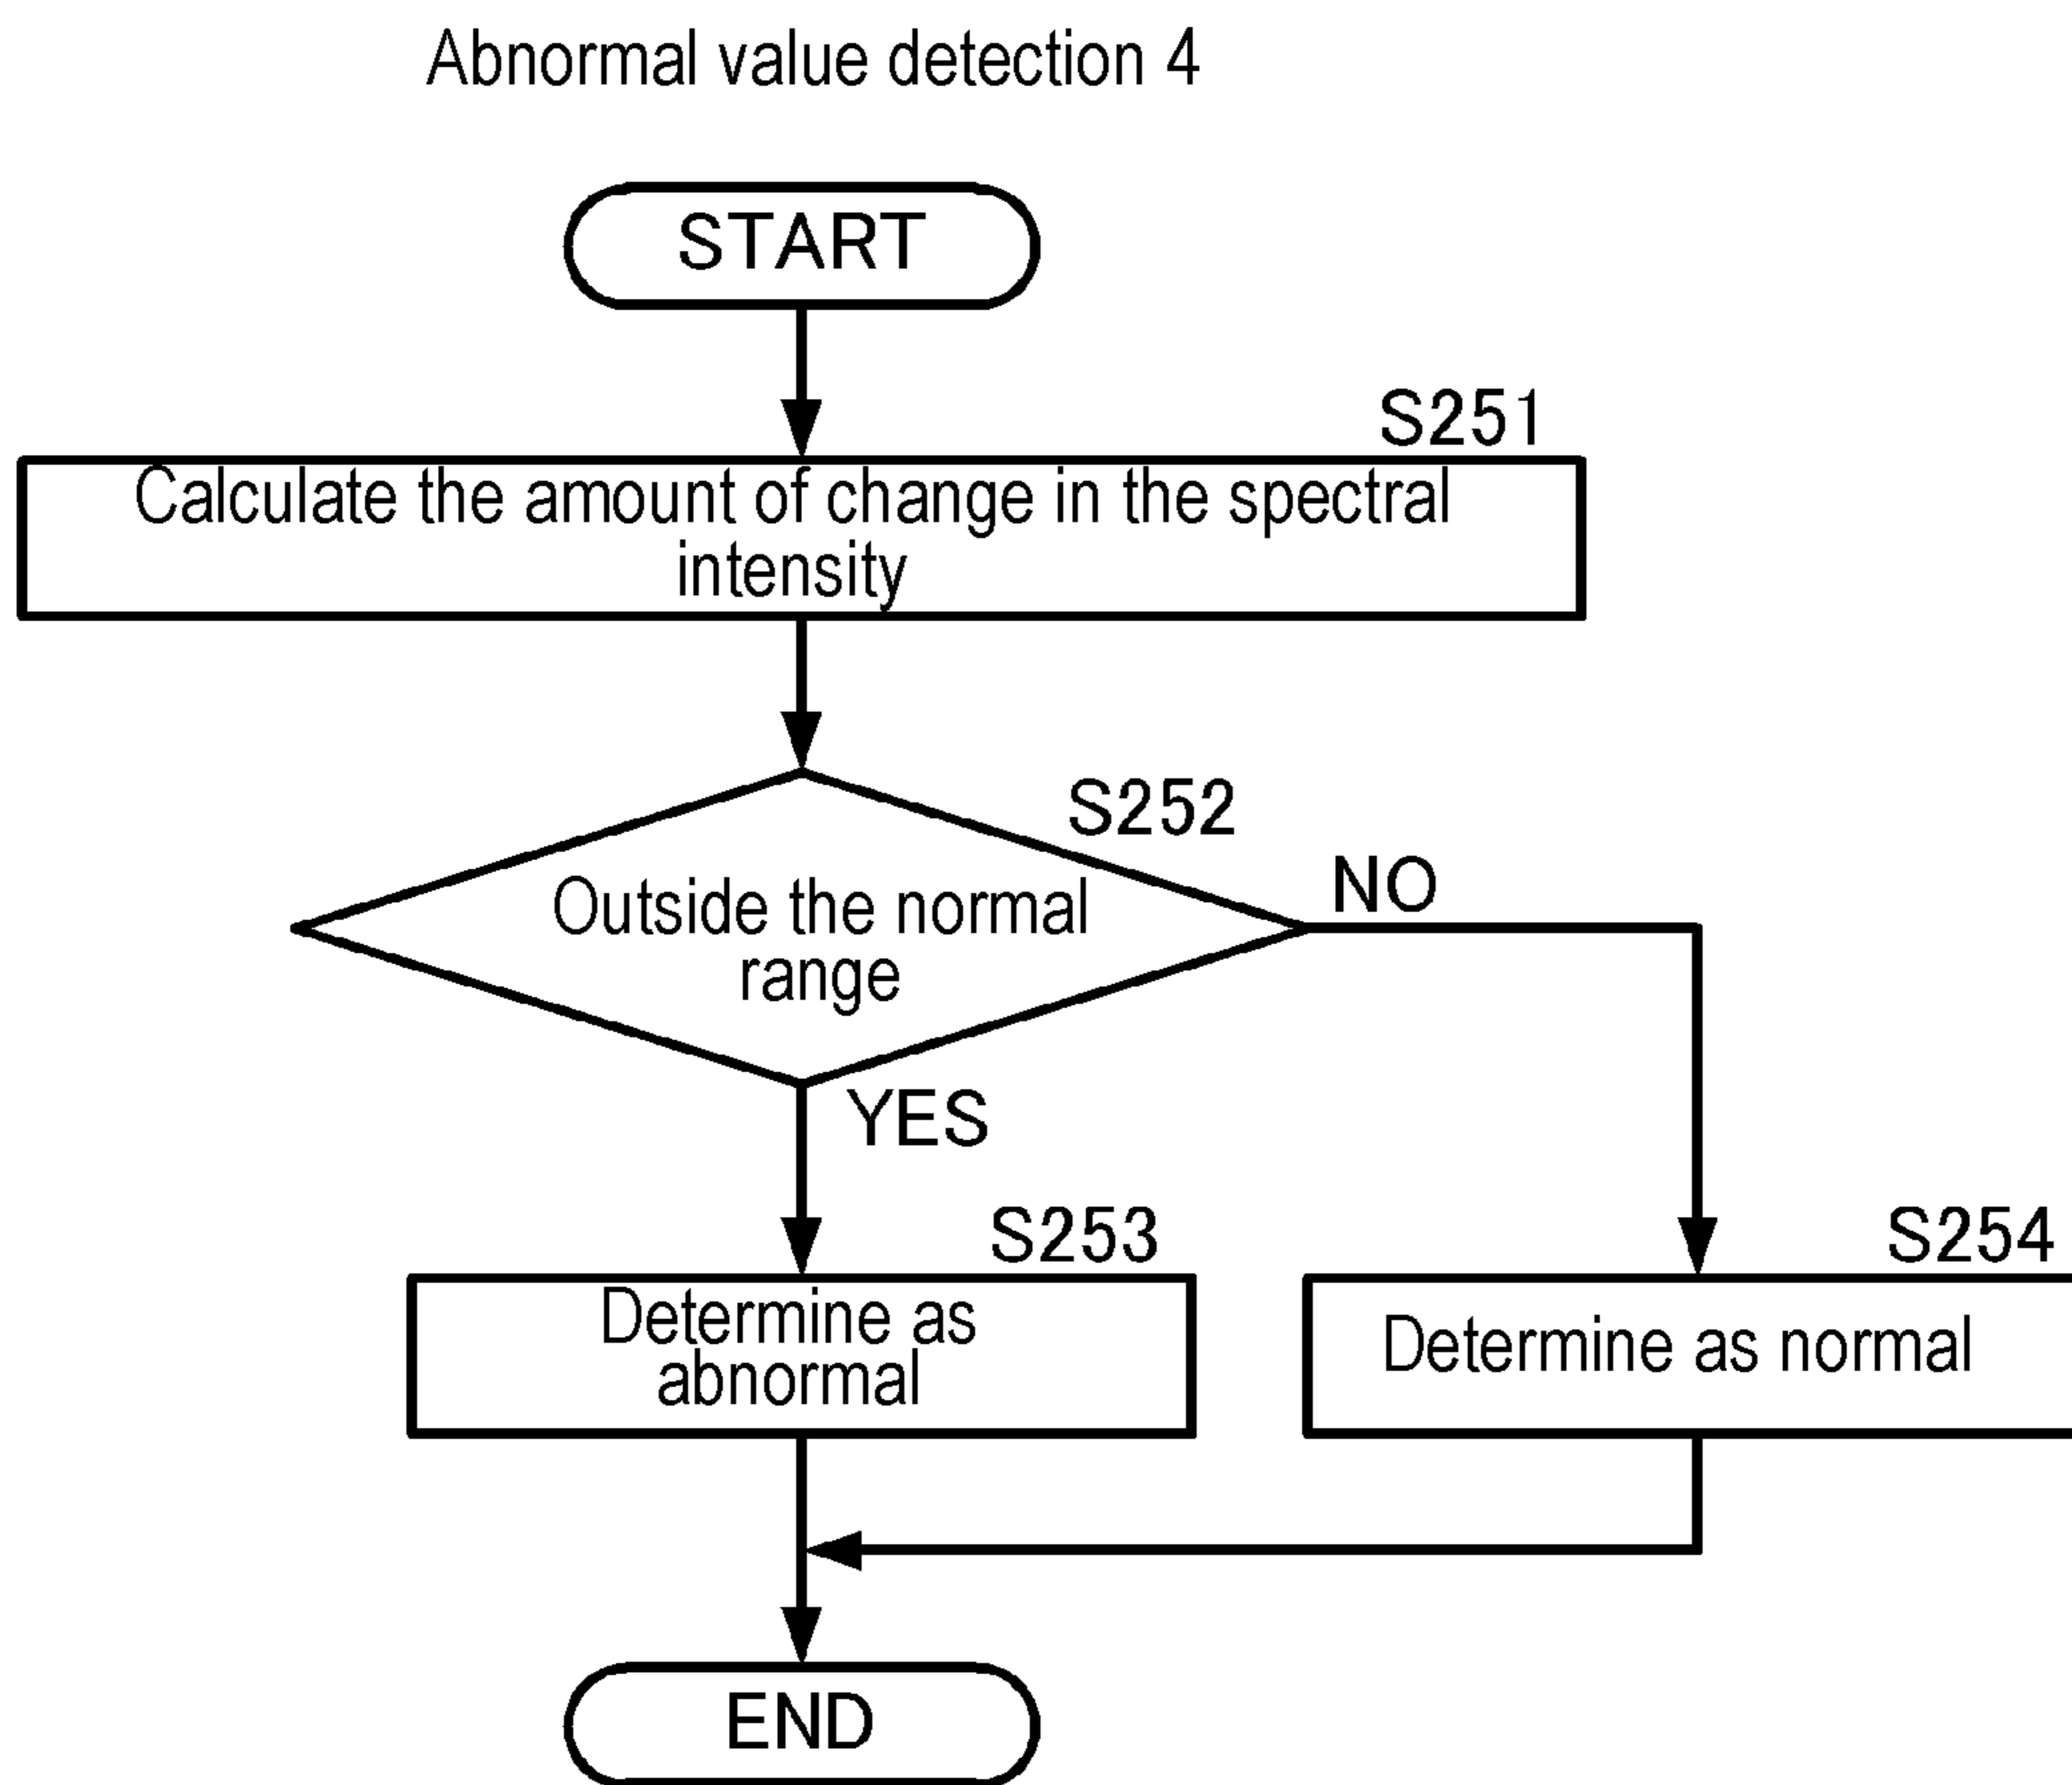 Abnormal value detection 4
START
S251
Calculate the amount of change in the spectral
intensity
S252
Outside the normal
range
NO
YES
S253
Determine as
abnormal
S254
Determine as normal
END